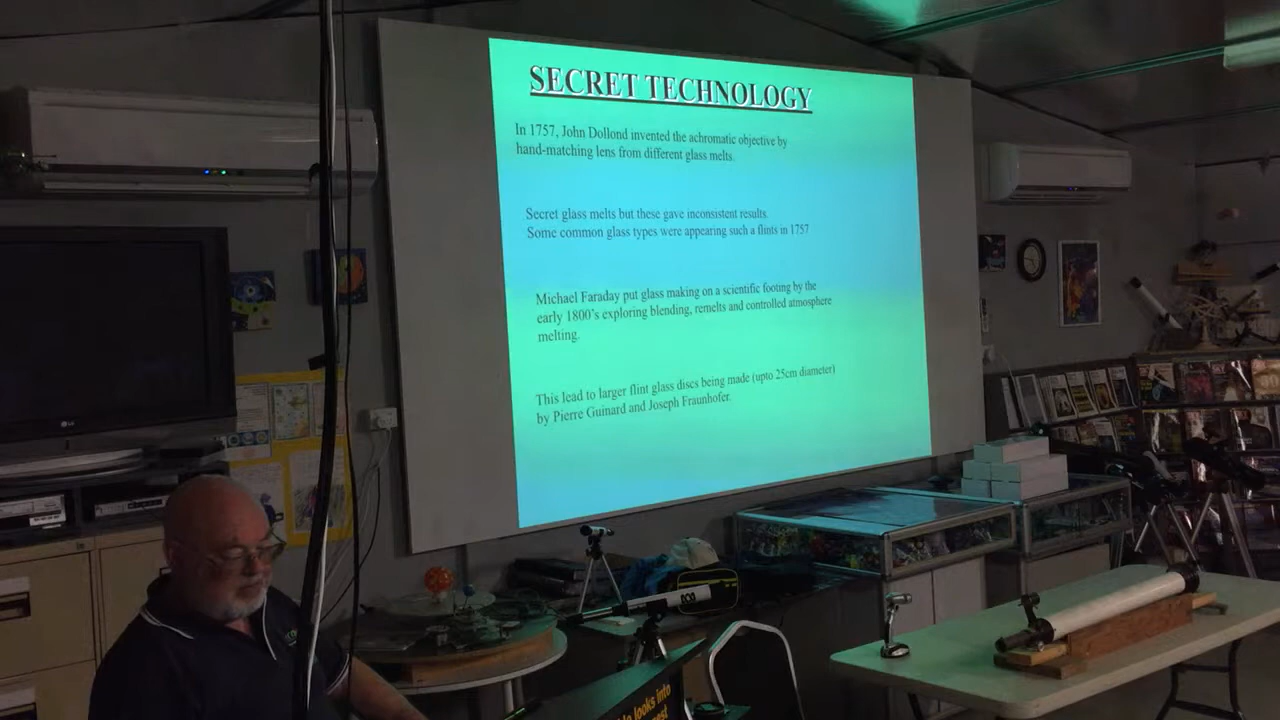 SECRET TECHNOLOGY
In 1757, John Dollond invented the achromatic objective by
hand-matching lens from different glass melts.
Secret glass melts but these gave inconsistent results.
Some common glass types were appearing such a flints in 1757
Michael Faraday put glass making on a scientific footing by the
early 1800's exploring blending, remelts and controlled atmosphere
melting.
This lead to larger flint glass discs being made (upto 25cm diameter)
by Pierre Guinard and Joseph Fraunhofer.
LG
looks into